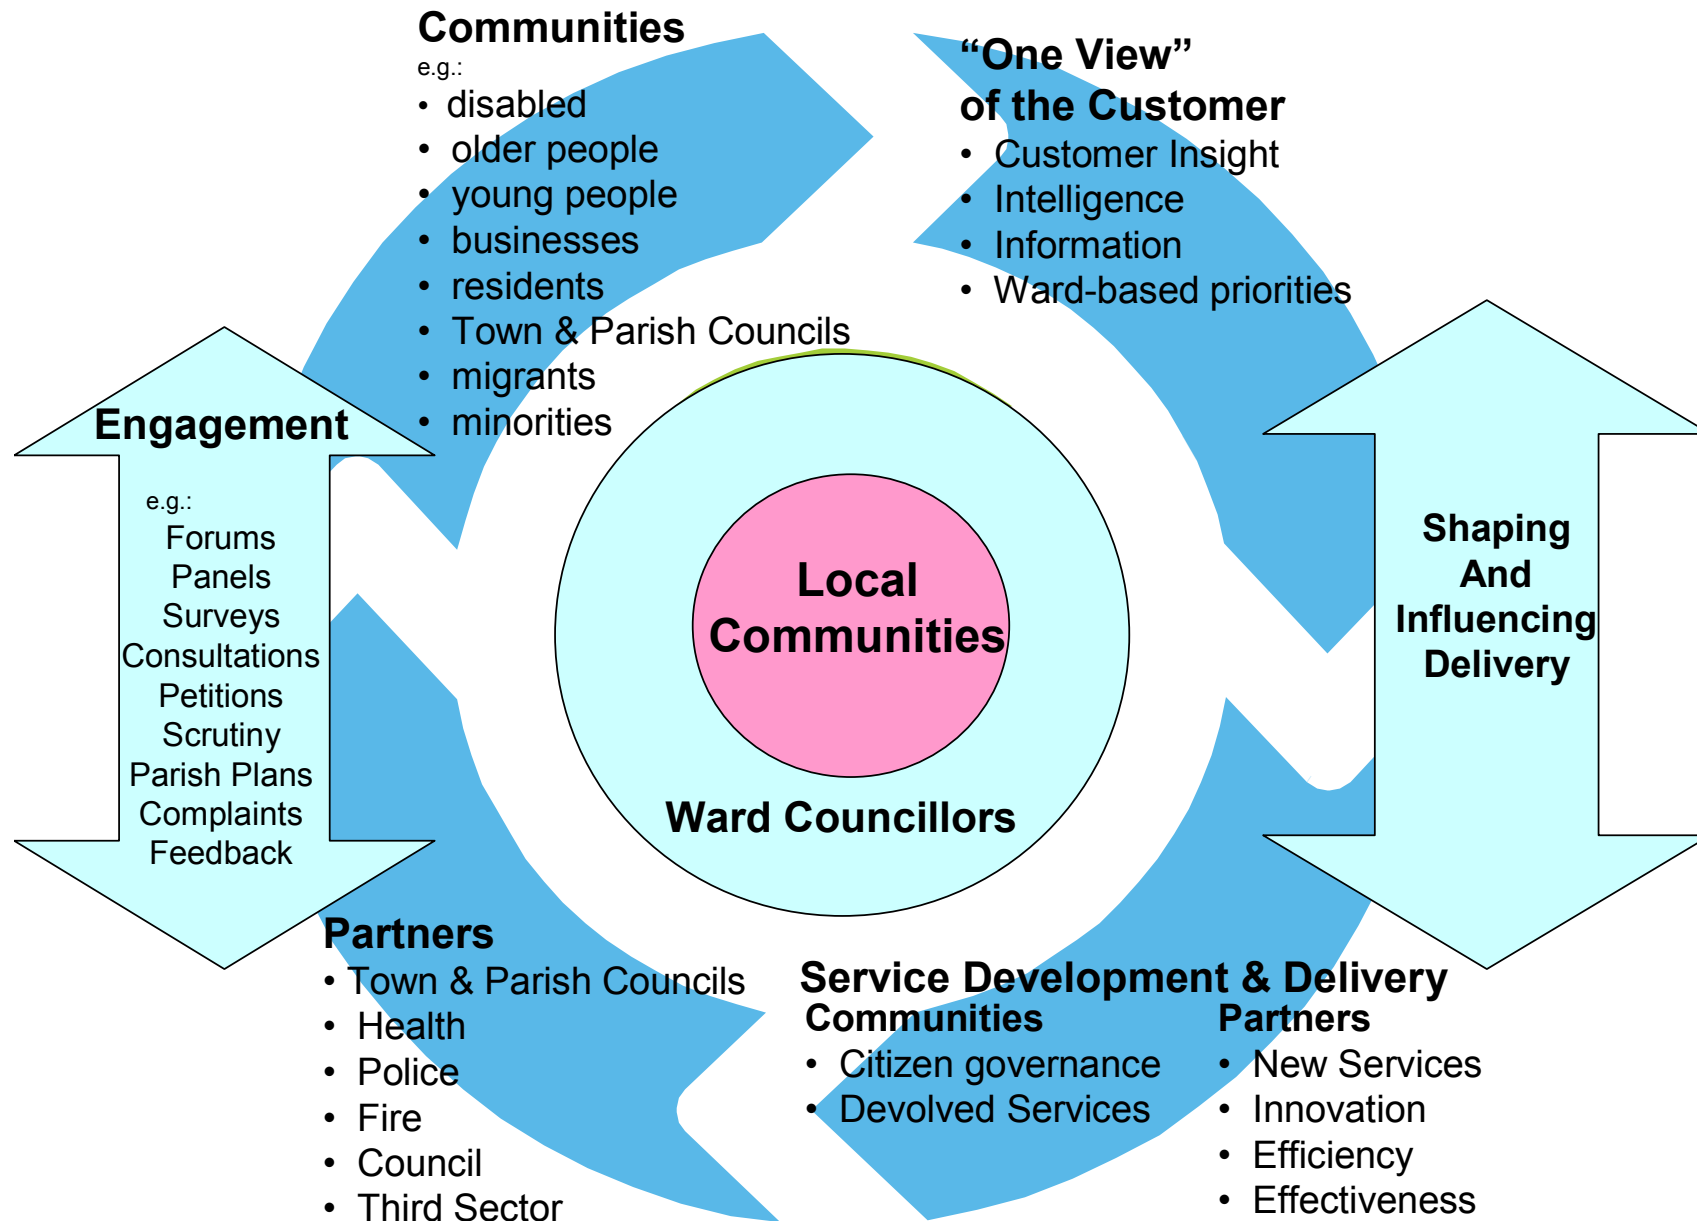 Communities
e.g.:
• disabled
• older people
• young people
• businesses
• residents
• Town & Parish Councils
• migrants
• minorities
“One View”
of the Customer
• Customer Insight
• Intelligence
• Information
• Ward-based priorities
Engagement
e.g.:
Forums
Panels
Surveys
Consultations
Petitions
Scrutiny
Parish Plans
Complaints
Feedback
Local
Communities
Ward Councillors
Shaping
And
Influencing
Delivery
Partners
• Town & Parish Councils
• Health
• Police
• Fire
• Council
• Third Sector
Service Development & Delivery
Communities
• Citizen governance
• Devolved Services
Partners
• New Services
• Innovation
• Efficiency
• Effectiveness